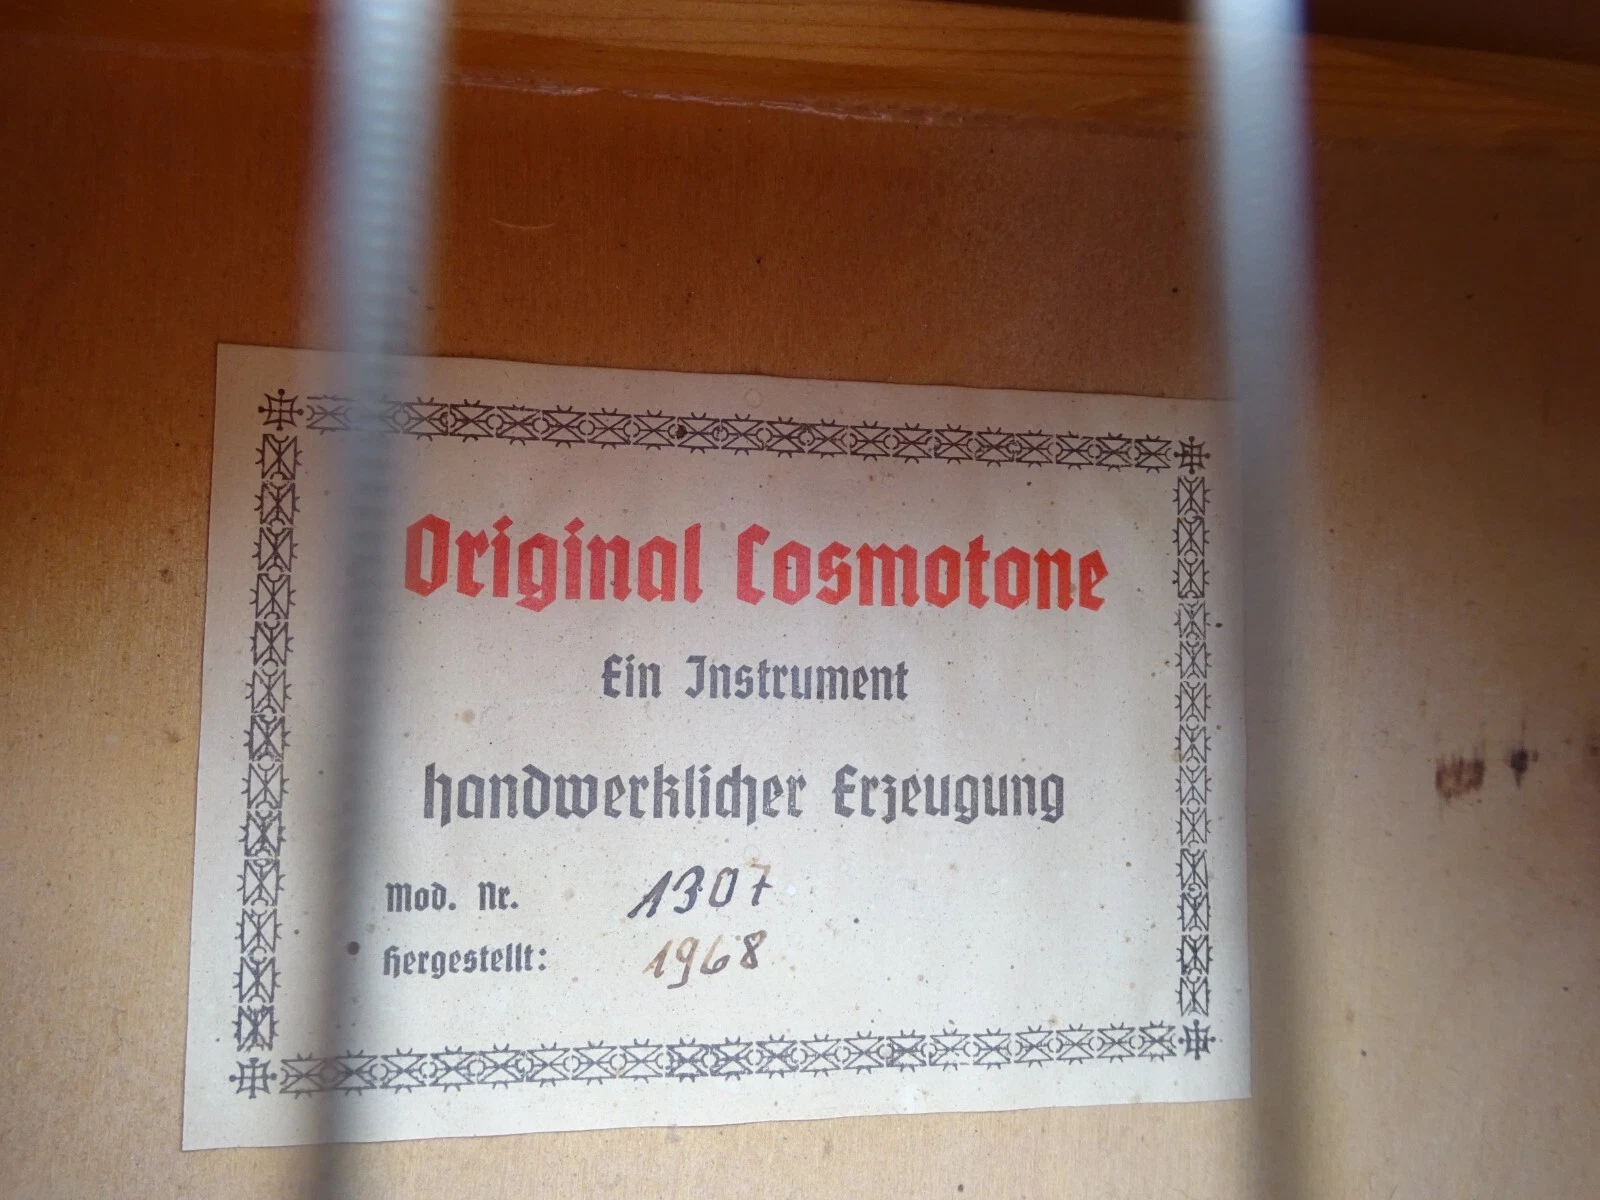 Original Cosmotone
Ein Instrument
handwerklicher Erzeugung
Mod. Nr. 1307
Hergestellt: 1968